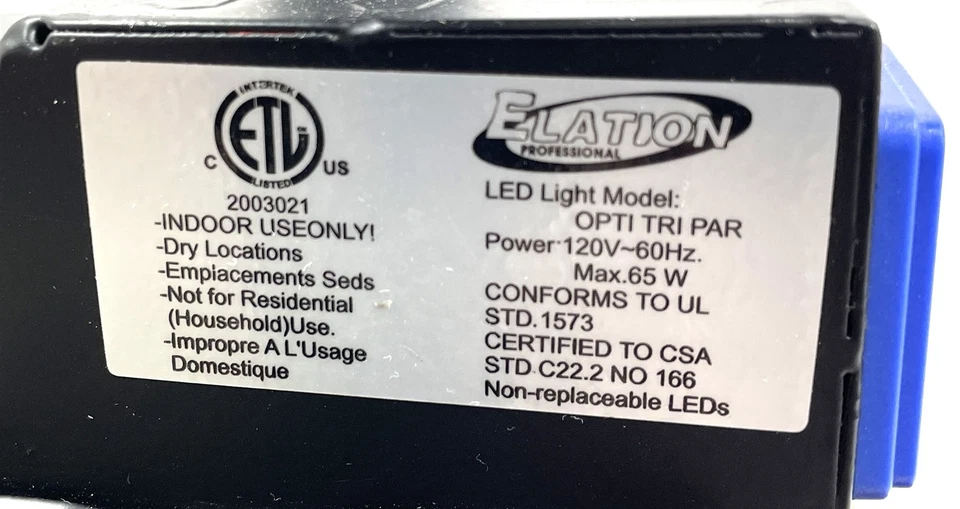 INTERTEK
ETL
C US
LISTED
2003021
-INDOOR USEONLY!
-Dry Locations
-Empiacements Seds
-Not for Residential
(Household)Use.
-Impropre A L'Usage
Domestique
ELATION
PROFESSIONAL
LED Light Model:
OPTI TRI PAR
Power:120V~60Hz.
Max.65 W
CONFORMS TO UL
STD.1573
CERTIFIED TO CSA
STD.C22.2 NO 166
Non-replaceable LEDs